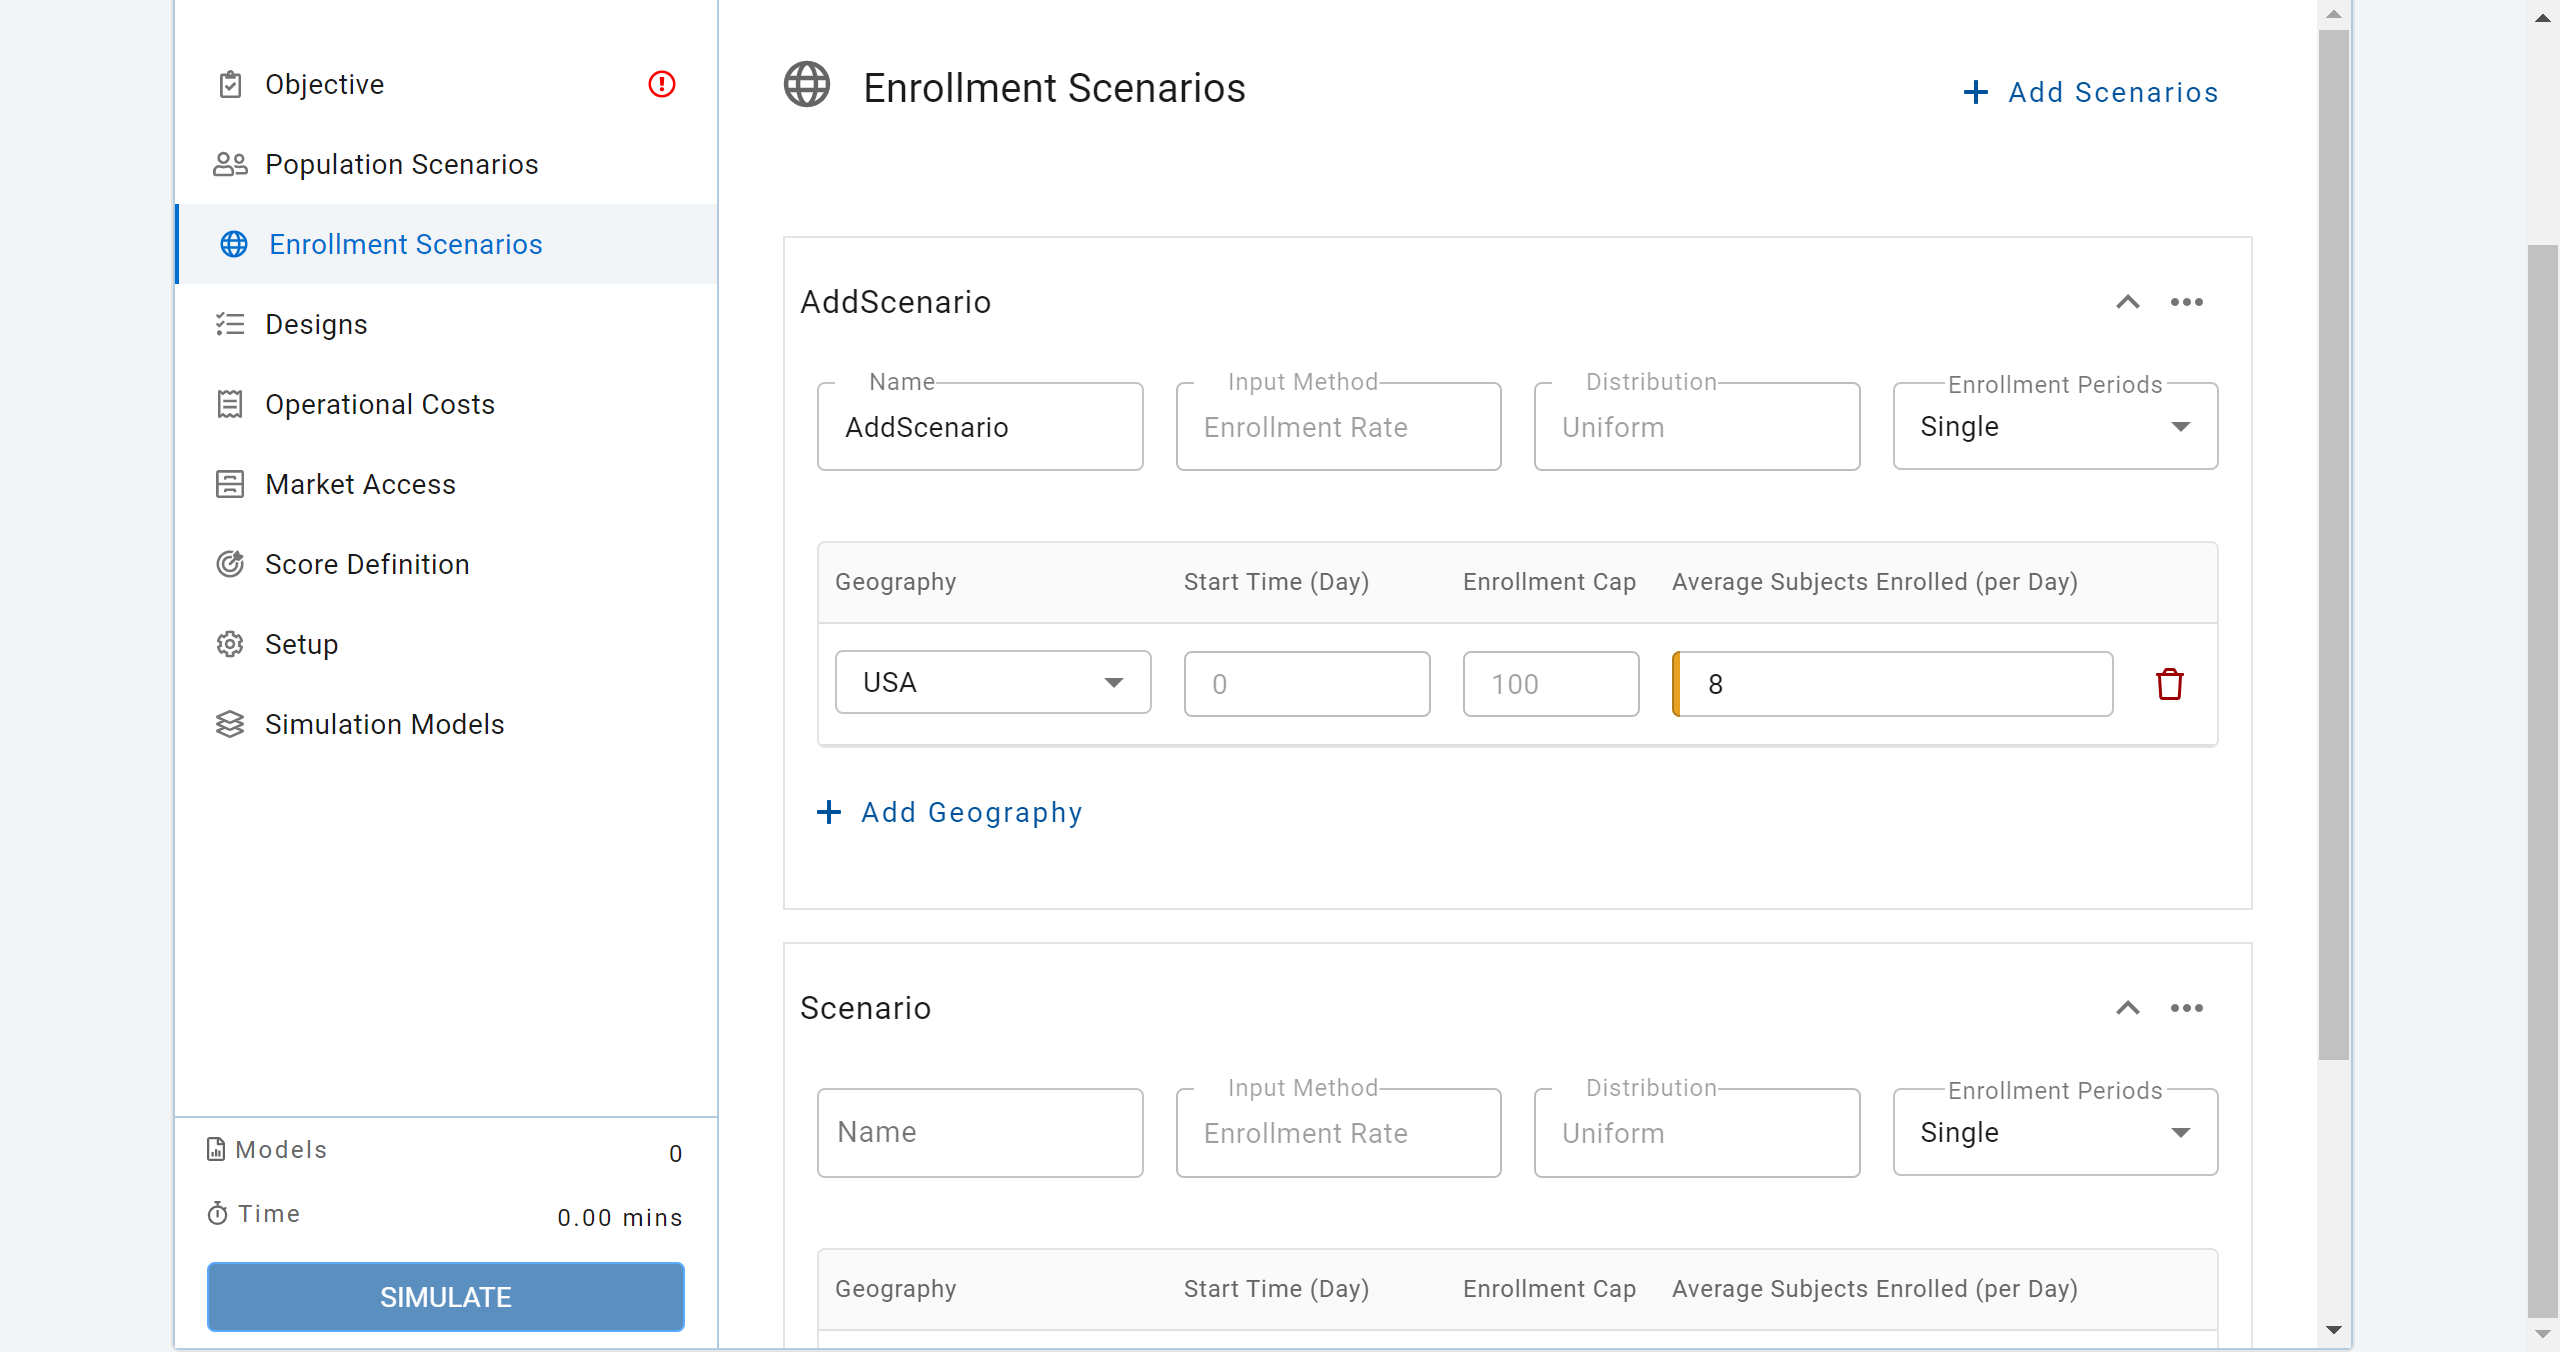 Objective
Population Scenarios
Enrollment Scenarios
Designs
Operational Costs
Market Access
Score Definition
Setup
Simulation Models
Models 0
Time 0.00 mins
SIMULATE
Enrollment Scenarios
Add Scenarios
AddScenario
Name Input Method Distribution Enrollment Periods
AddScenario Enrollment Rate Uniform Single
Geography Start Time (Day) Enrollment Cap Average Subjects Enrolled (per Day)
USA 0 100 8
Add Geography
Scenario
Input Method Distribution Enrollment Periods
Name Enrollment Rate Uniform Single
Geography Start Time (Day) Enrollment Cap Average Subjects Enrolled (per Day)